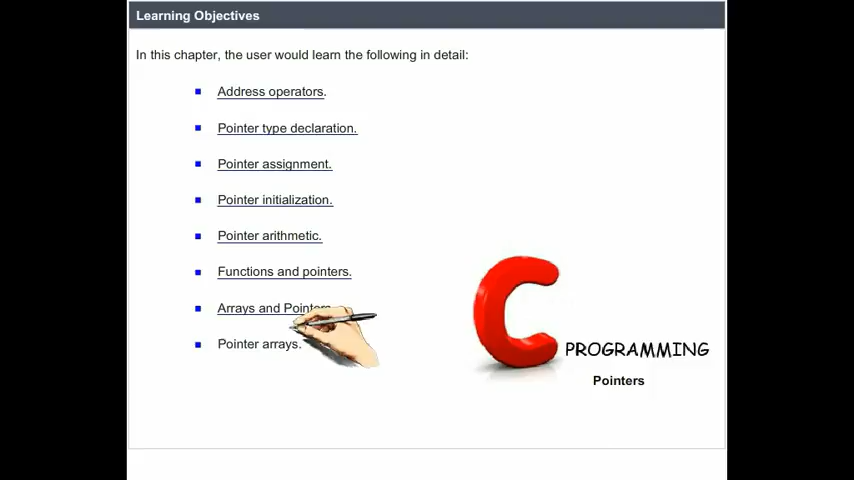 Learning Objectives
In this chapter, the user would learn the following in detail:
Address operators.
Pointer type declaration.
Pointer assignment.
Pointer initialization.
Pointer arithmetic.
Functions and pointers.
Arrays and Pointers
Pointer arrays.
C
PROGRAMMING
Pointers